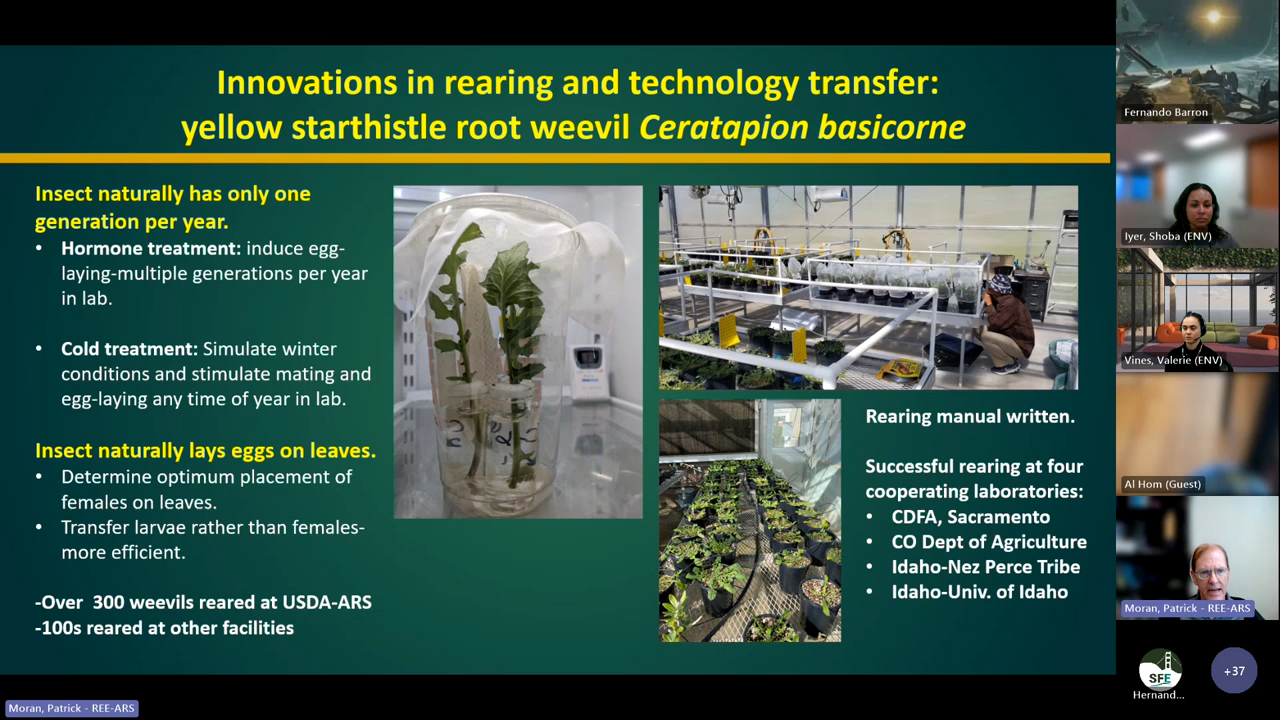 Innovations in rearing and technology transfer:
yellow starthistle root weevil Ceratapion basicorne
Insect naturally has only one
generation per year.
• Hormone treatment: induce egg-
laying-multiple generations per year
in lab.
• Cold treatment: Simulate winter
conditions and stimulate mating and
egg-laying any time of year in lab.
Insect naturally lays eggs on leaves.
• Determine optimum placement of
females on leaves.
• Transfer larvae rather than females-
more efficient.
-Over 300 weevils reared at USDA-ARS
-100s reared at other facilities
Rearing manual written.
Successful rearing at four
cooperating laboratories:
• CDFA, Sacramento
• CO Dept of Agriculture
• Idaho-Nez Perce Tribe
• Idaho-Univ. of Idaho
Fernando Barron
Iyer, Shoba (ENV)
Vines, Valerie (ENV)
Al Hom (Guest)
Moran, Patrick - REE-ARS
SFE
Hernand...
+37
Moran, Patrick - REE-ARS